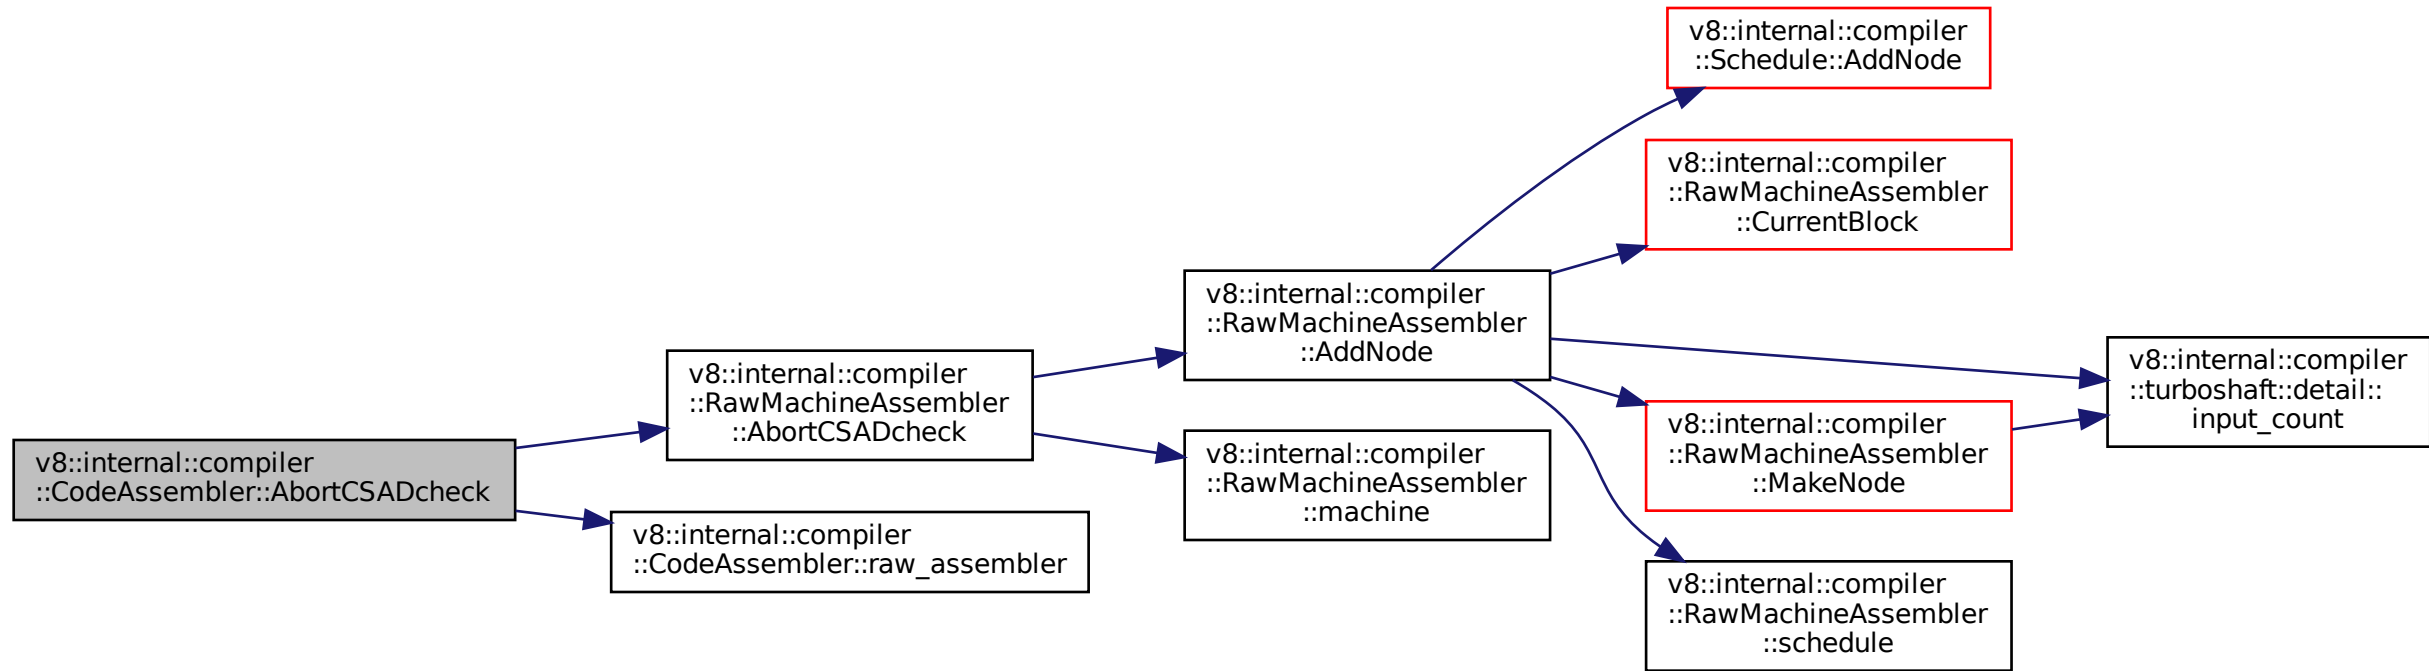 v8::internal::compiler
::Schedule::AddNode
v8::internal::compiler
::RawMachineAssembler
::CurrentBlock
v8::internal::compiler
::RawMachineAssembler
::AddNode
v8::internal::compiler
::turboshaft::detail::
input_count
v8::internal::compiler
::RawMachineAssembler
::AbortCSADcheck
v8::internal::compiler
::RawMachineAssembler
::MakeNode
v8::internal::compiler
::CodeAssembler::AbortCSADcheck
v8::internal::compiler
::RawMachineAssembler
::machine
v8::internal::compiler
::CodeAssembler::raw_assembler
v8::internal::compiler
::RawMachineAssembler
::schedule